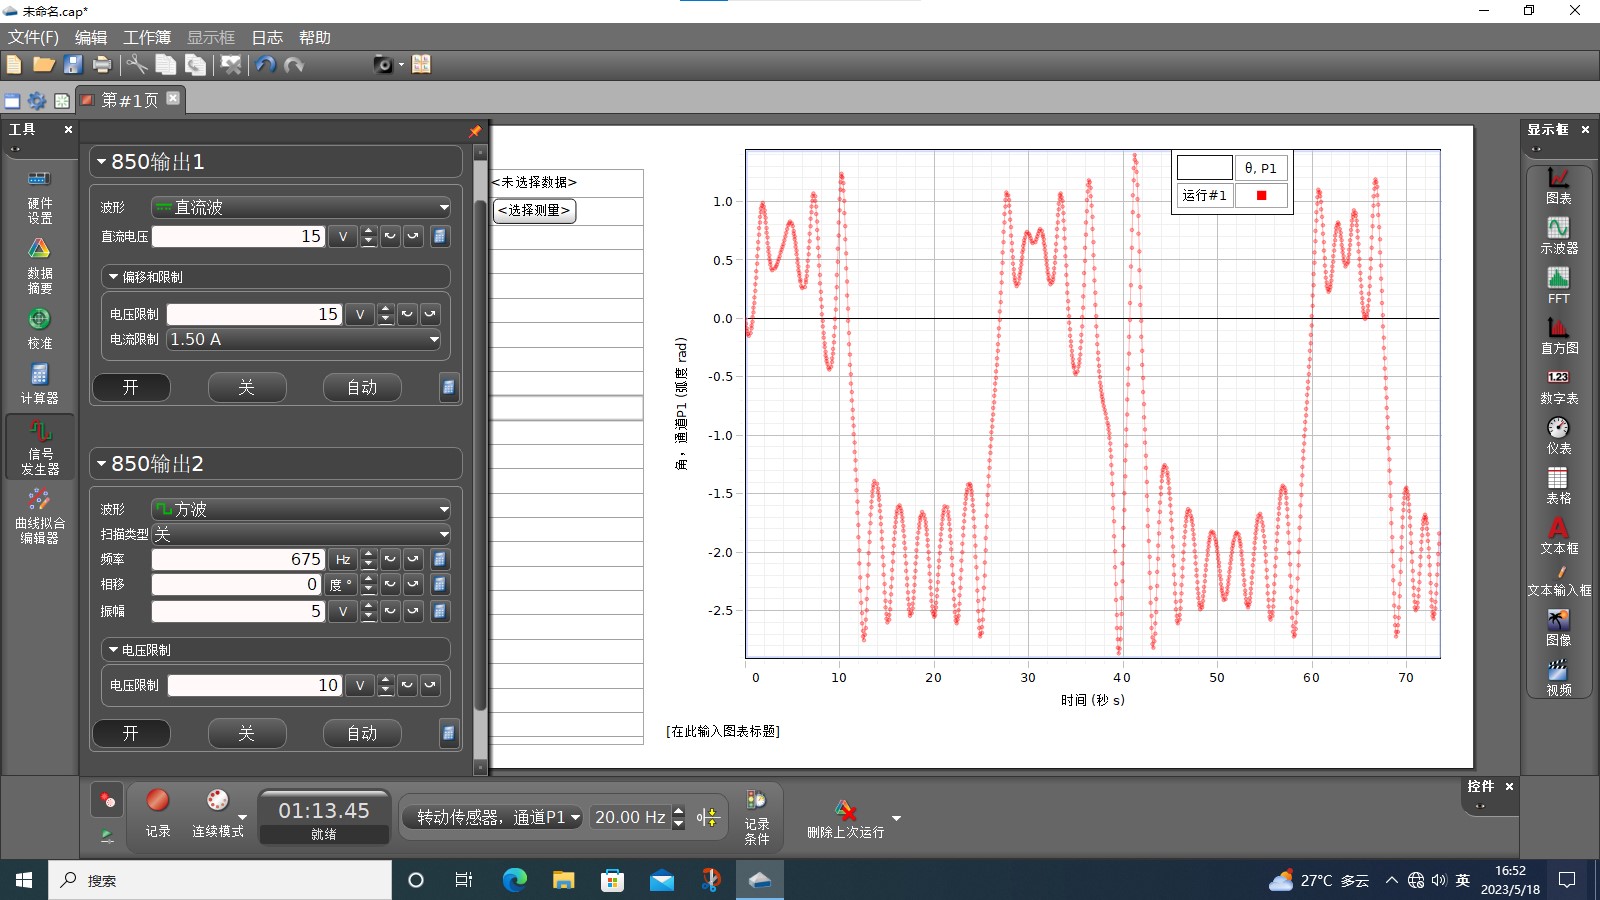 未命名.cap*
文件(F) 编辑 工作簿 显示框 日志 帮助
第#1页
工具
硬件
设置
数据
摘要
校准
计算器
信号
发生器
曲线拟合
编辑器
850输出1
波形 直流波
直流电压 15 V
偏移和限制
电压限制 15 V
电流限制 1.50 A
开 关 自动
850输出2
波形 方波
扫描类型 关
频率 675 Hz
相移 0 度 °
振幅 5 V
电压限制
电压限制 10 V
开 关 自动
<未选择数据>
<选择测量>
θ, P1
运行#1
1.0
0.5
0.0
-0.5
-1.0
-1.5
-2.0
-2.5
角, 通道P1 (弧度 rad)
0 10 20 30 40 50 60 70
时间 (秒 s)
[在此输入图表标题]
显示框
图表
示波器
FFT
直方图
1.23
数字表
仪表
表格
A
文本框
文本输入框
图像
视频
控件
记录
连续模式
01:13.45
就绪
转动传感器, 通道P1
20.00 Hz
记录
条件
删除上次运行
搜索
27°C 多云
英
16:52
2023/5/18